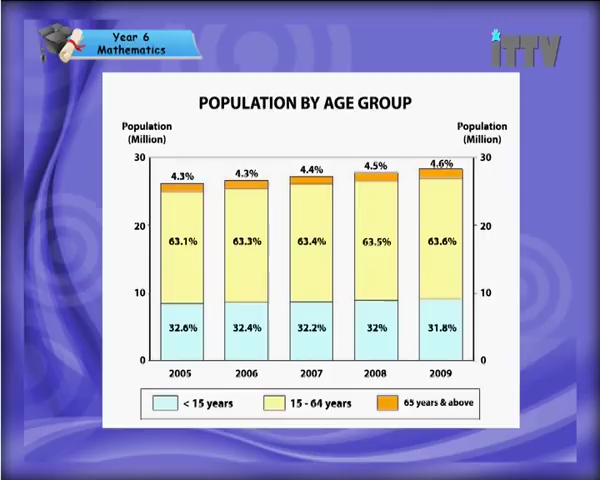 Year 6
Mathematics
iTTV
POPULATION BY AGE GROUP
Population
(Million)
Population
(Million)
30
4.3%
4.3%
4.4%
4.5%
4.6%
30
20
63.1%
63.3%
63.4%
63.5%
63.6%
20
10
32.6%
32.4%
32.2%
32%
31.8%
10
0
0
2005
2006
2007
2008
2009
< 15 years
15 - 64 years
65 years & above